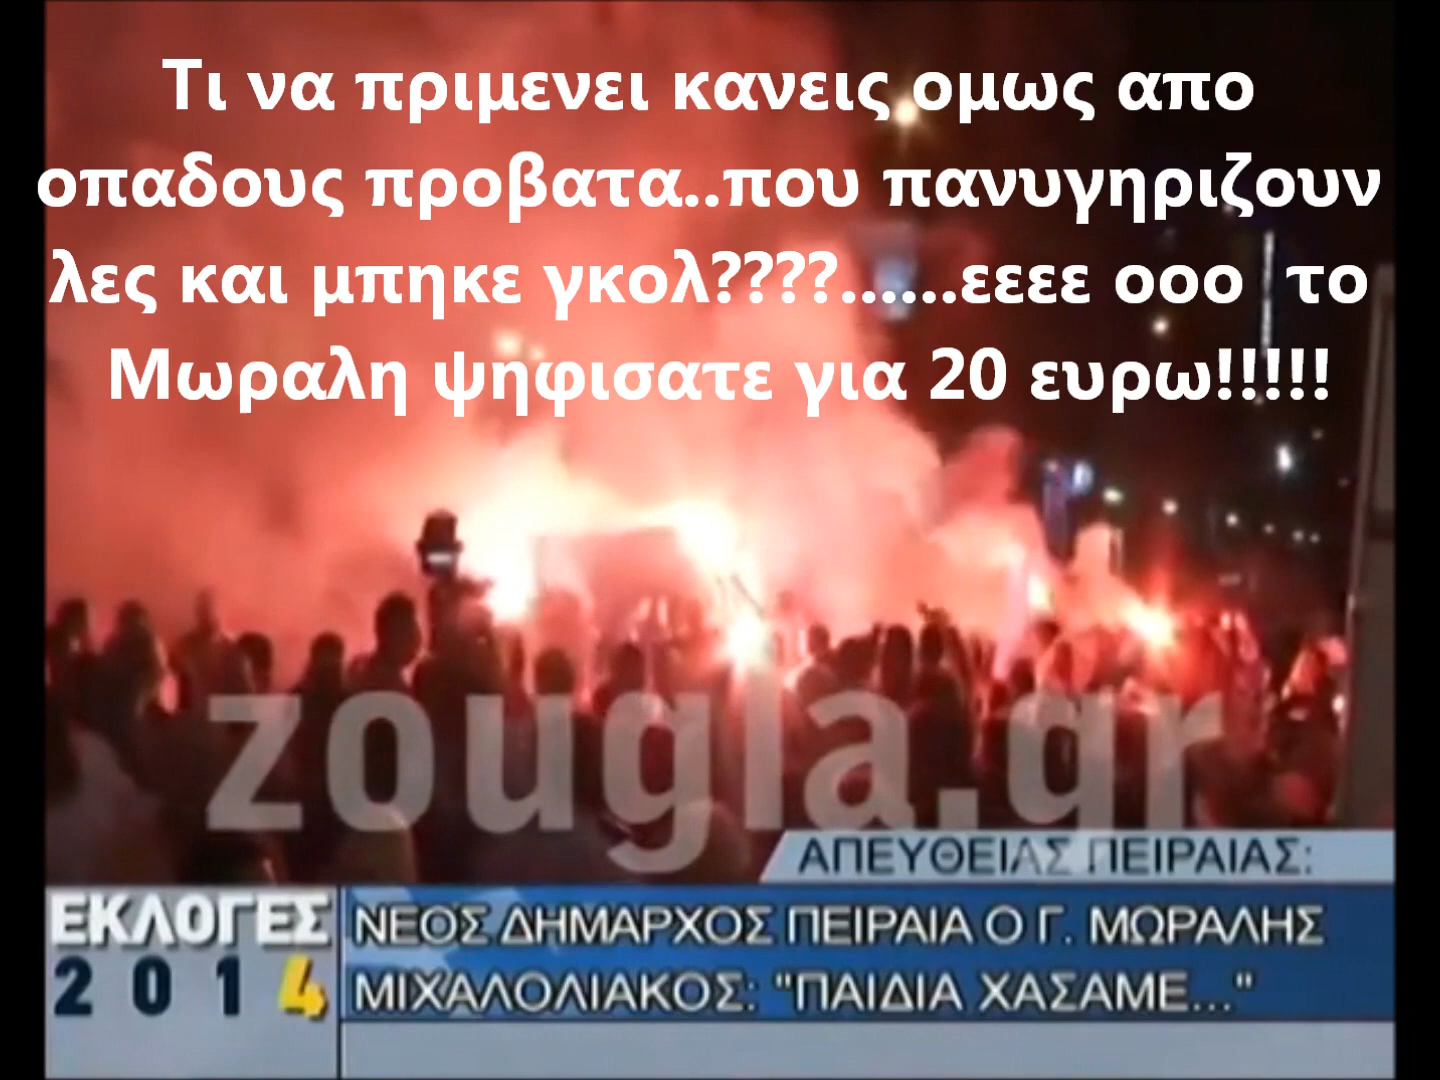 Τι να πριμενει κανεις ομως απο
οπαδους προβατα..που πανυγηριζουν
λες και μπηκε γκολ????......εεεε οοο το
Μωραλη ψηφισατε για 20 ευρω!!!!!
zougla.gr
ΑΠΕΥΘΕΙΑΣ ΠΕΙΡΑΙΑΣ:
ΕΚΛΟΓΕΣ
2014
ΝΕΟΣ ΔΗΜΑΡΧΟΣ ΠΕΙΡΑΙΑ Ο Γ. ΜΩΡΑΛΗΣ
ΜΙΧΑΛΟΛΙΑΚΟΣ: "ΠΑΙΔΙΑ ΧΑΣΑΜΕ..."